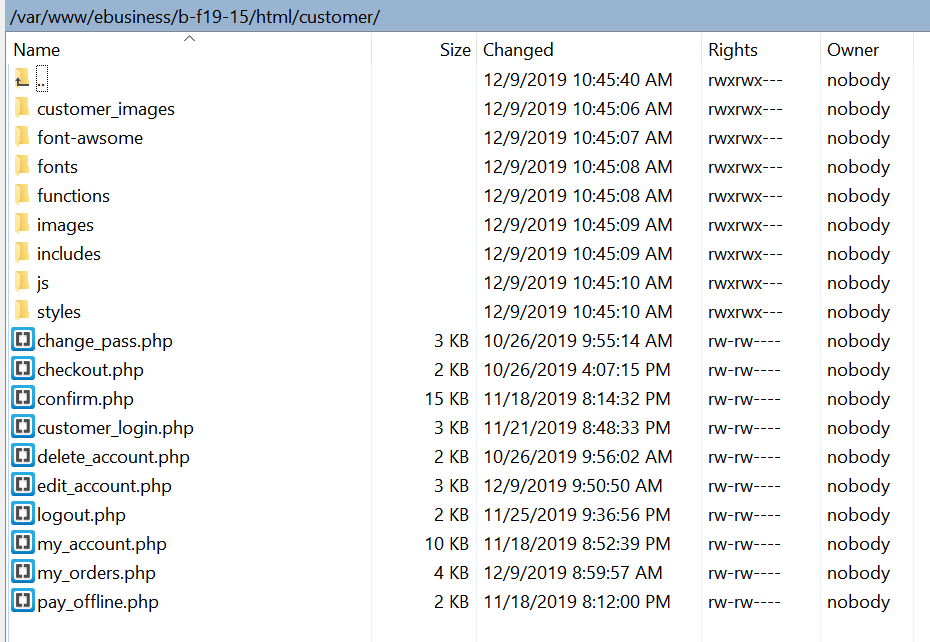 /var/www/ebusiness/b-f19-15/html/customer/
Name Size Changed Rights Owner
.. 12/9/2019 10:45:40 AM rwxrwx--- nobody
customer_images 12/9/2019 10:45:06 AM rwxrwx--- nobody
font-awsome 12/9/2019 10:45:07 AM rwxrwx--- nobody
fonts 12/9/2019 10:45:08 AM rwxrwx--- nobody
functions 12/9/2019 10:45:08 AM rwxrwx--- nobody
images 12/9/2019 10:45:09 AM rwxrwx--- nobody
includes 12/9/2019 10:45:09 AM rwxrwx--- nobody
js 12/9/2019 10:45:10 AM rwxrwx--- nobody
styles 12/9/2019 10:45:10 AM rwxrwx--- nobody
change_pass.php 3 KB 10/26/2019 9:55:14 AM rw-rw---- nobody
checkout.php 2 KB 10/26/2019 4:07:15 PM rw-rw---- nobody
confirm.php 15 KB 11/18/2019 8:14:32 PM rw-rw---- nobody
customer_login.php 3 KB 11/21/2019 8:48:33 PM rw-rw---- nobody
delete_account.php 2 KB 10/26/2019 9:56:02 AM rw-rw---- nobody
edit_account.php 3 KB 12/9/2019 9:50:50 AM rw-rw---- nobody
logout.php 2 KB 11/25/2019 9:36:56 PM rw-rw---- nobody
my_account.php 10 KB 11/18/2019 8:52:39 PM rw-rw---- nobody
my_orders.php 4 KB 12/9/2019 8:59:57 AM rw-rw---- nobody
pay_offline.php 2 KB 11/18/2019 8:12:00 PM rw-rw---- nobody